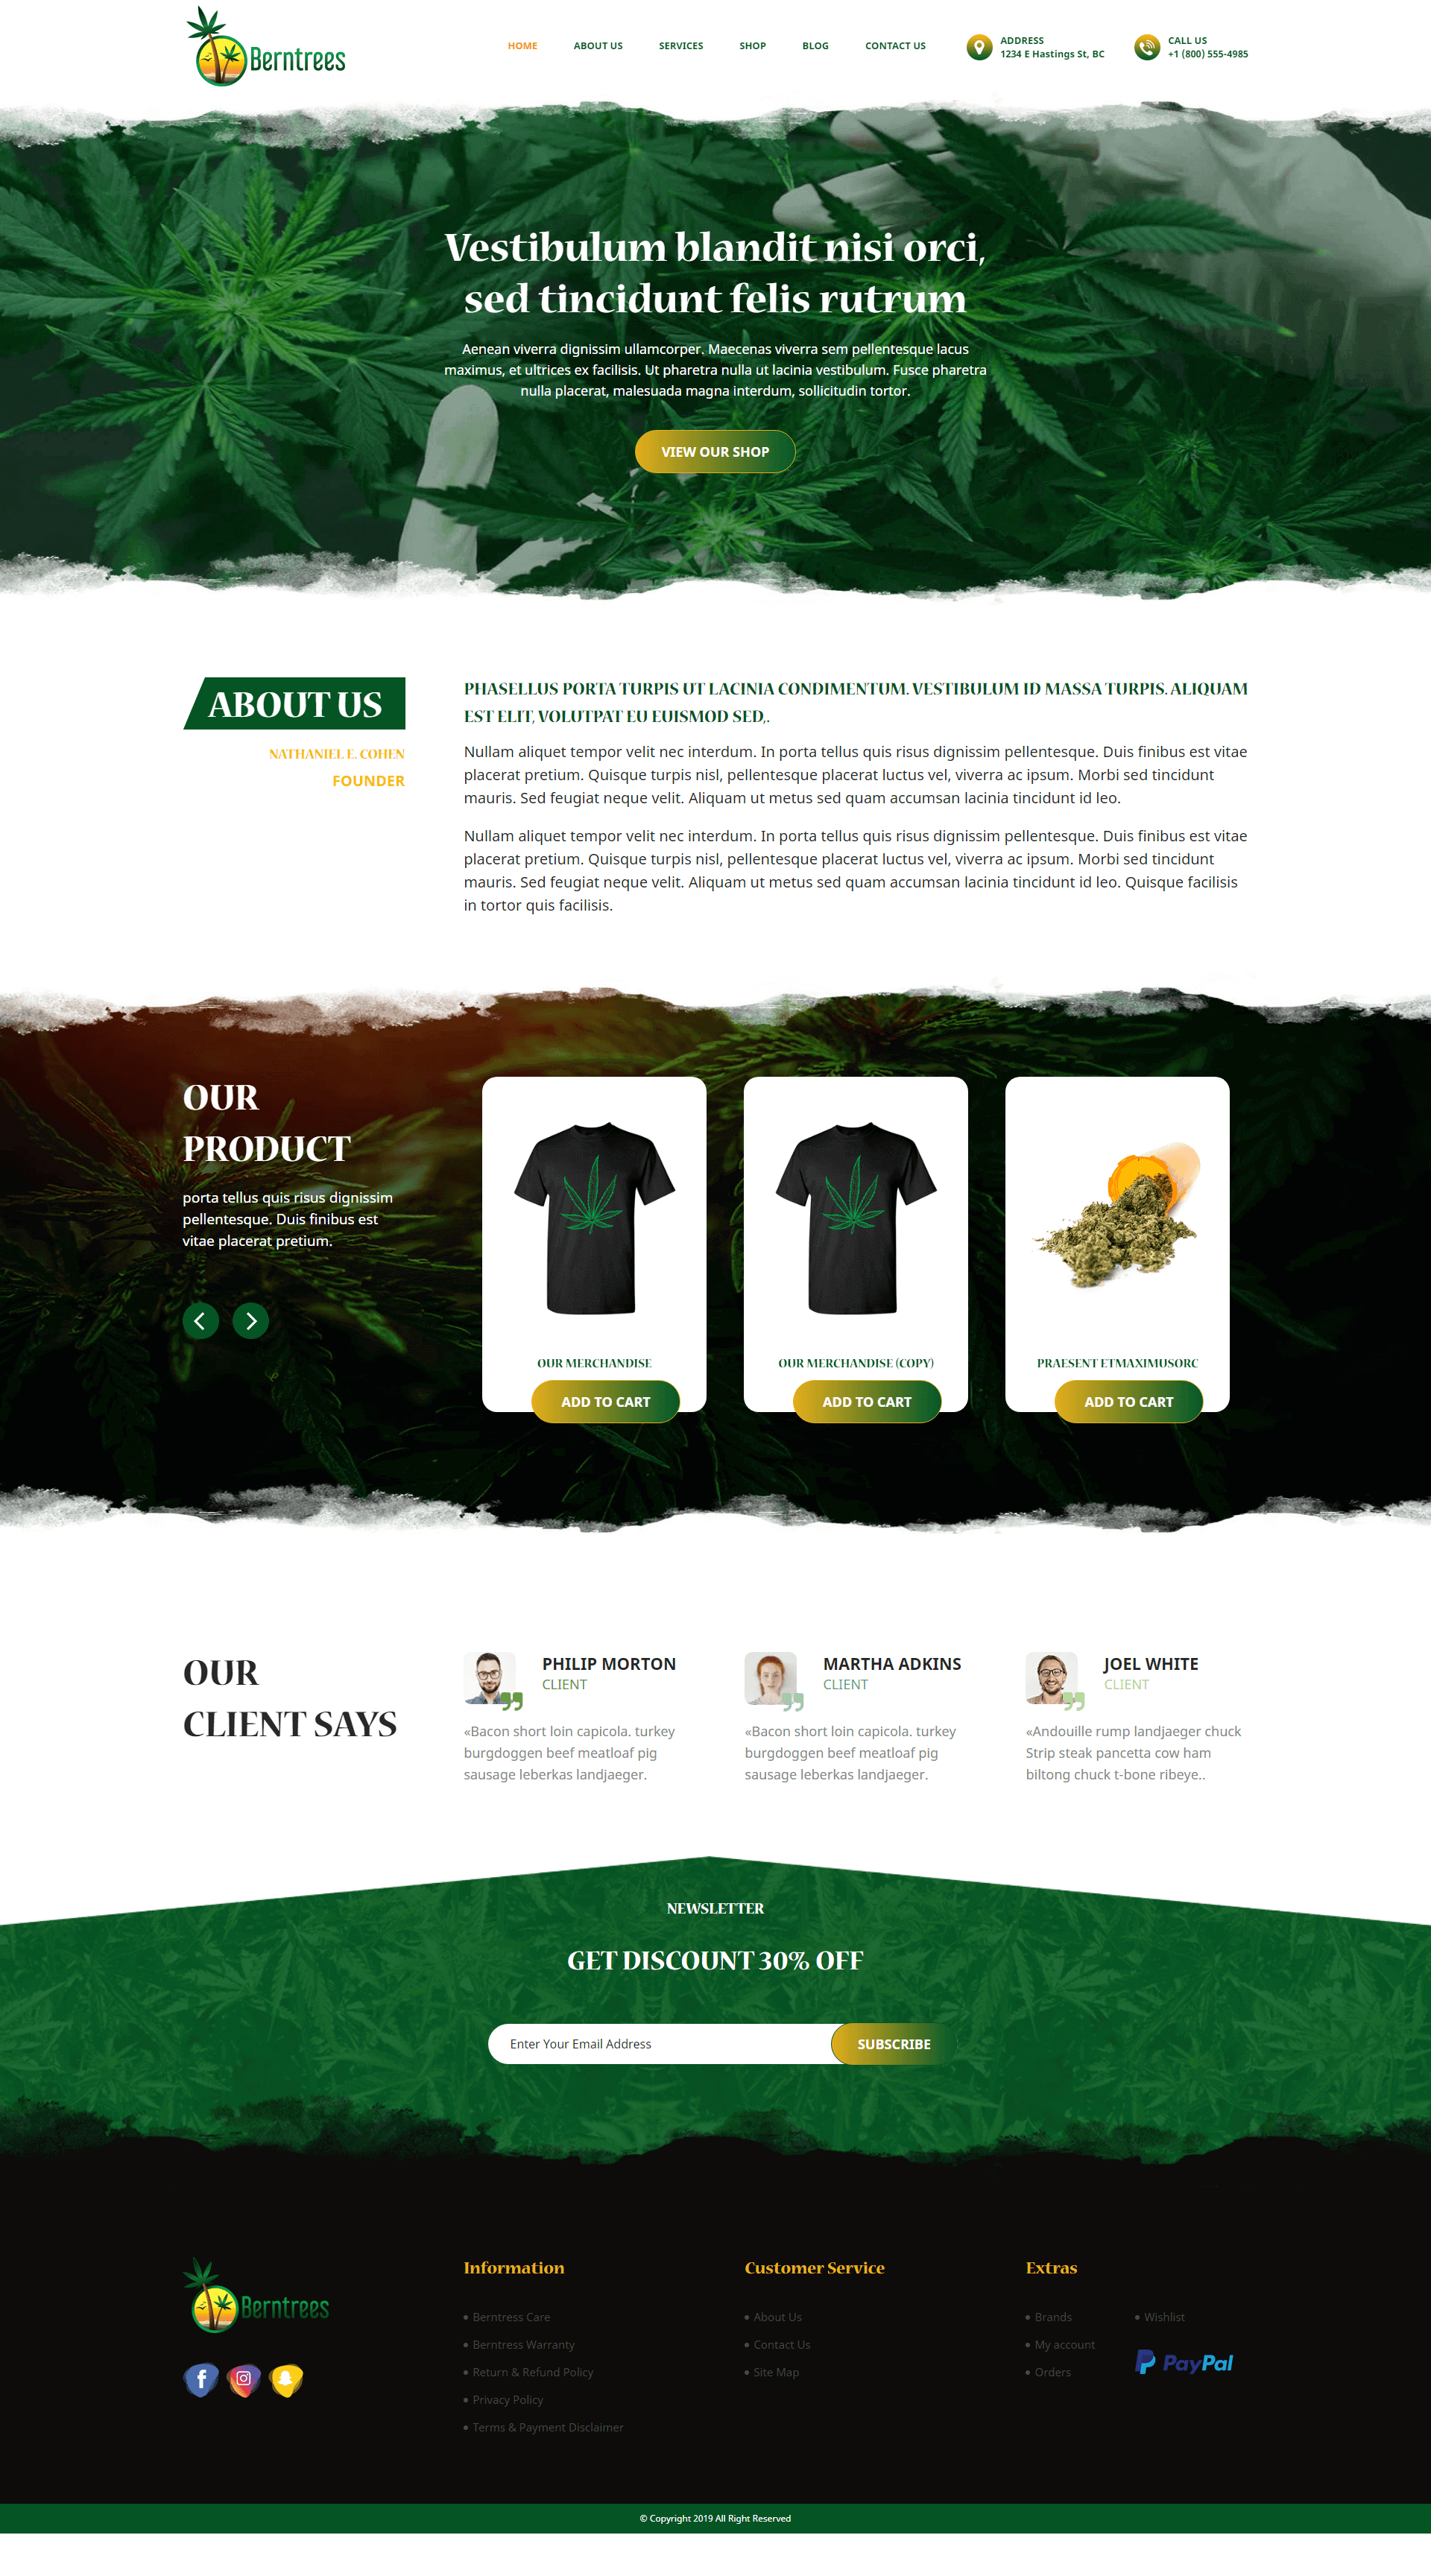 Berntrees
HOME
ABOUT US
SERVICES
SHOP
BLOG
CONTACT US
ADDRESS
1234 E Hastings St, BC
CALL US
+1 (800) 555-4985
Vestibulum blandit nisi orci,
sed tincidunt felis rutrum
Aenean viverra dignissim ullamcorper. Maecenas viverra sem pellentesque lacus
maximus, et ultrices ex facilisis. Ut pharetra nulla ut lacinia vestibulum. Fusce pharetra
nulla placerat, malesuada magna interdum, sollicitudin tortor.
VIEW OUR SHOP
ABOUT US
NATHANIEL E. COHEN
FOUNDER
PHASELLUS PORTA TURPIS UT LACINIA CONDIMENTUM. VESTIBULUM ID MASSA TURPIS. ALIQUAM
EST ELIT, VOLUTPAT EU EUISMOD SED,.
Nullam aliquet tempor velit nec interdum. In porta tellus quis risus dignissim pellentesque. Duis finibus est vitae
placerat pretium. Quisque turpis nisl, pellentesque placerat luctus vel, viverra ac ipsum. Morbi sed tincidunt
mauris. Sed feugiat neque velit. Aliquam ut metus sed quam accumsan lacinia tincidunt id leo.
Nullam aliquet tempor velit nec interdum. In porta tellus quis risus dignissim pellentesque. Duis finibus est vitae
placerat pretium. Quisque turpis nisl, pellentesque placerat luctus vel, viverra ac ipsum. Morbi sed tincidunt
mauris. Sed feugiat neque velit. Aliquam ut metus sed quam accumsan lacinia tincidunt id leo. Quisque facilisis
in tortor quis facilisis.
OUR
PRODUCT
porta tellus quis risus dignissim
pellentesque. Duis finibus est
vitae placerat pretium.
OUR MERCHANDISE
ADD TO CART
OUR MERCHANDISE (COPY)
ADD TO CART
PRAESENT ETMAXIMUSORC
ADD TO CART
OUR
CLIENT SAYS
PHILIP MORTON
CLIENT
«Bacon short loin capicola. turkey
burgdoggen beef meatloaf pig
sausage leberkas landjaeger.
MARTHA ADKINS
CLIENT
«Bacon short loin capicola. turkey
burgdoggen beef meatloaf pig
sausage leberkas landjaeger.
JOEL WHITE
CLIENT
«Andouille rump landjaeger chuck
Strip steak pancetta cow ham
biltong chuck t-bone ribeye..
NEWSLETTER
GET DISCOUNT 30% OFF
Enter Your Email Address
SUBSCRIBE
Berntrees
Information
Berntress Care
Berntress Warranty
Return & Refund Policy
Privacy Policy
Terms & Payment Disclaimer
Customer Service
About Us
Contact Us
Site Map
Extras
Brands
My account
Orders
Wishlist
PayPal
© Copyright 2019 All Right Reserved